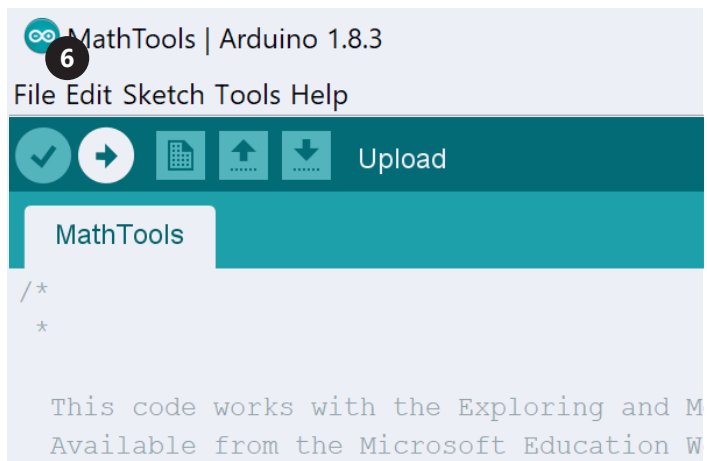 MathTools | Arduino 1.8.3
6
File Edit Sketch Tools Help
Upload
MathTools
/*
*
This code works with the Exploring and M
Available from the Microsoft Education W